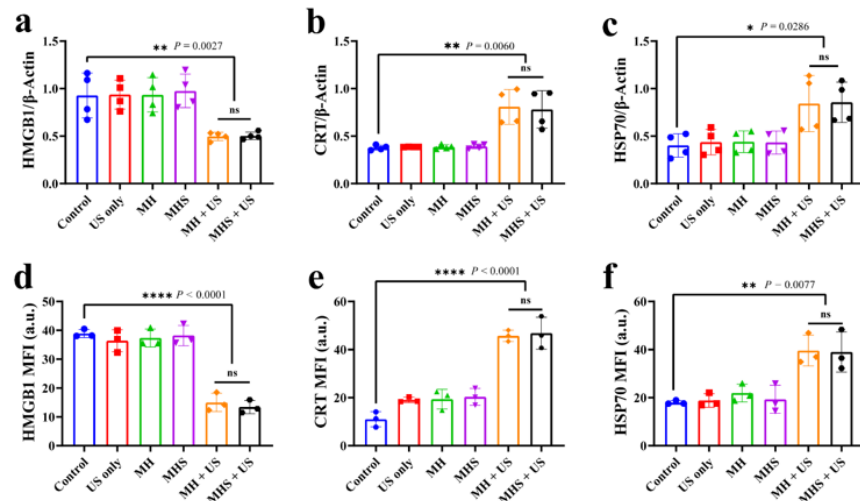 a
** P = 0.0027
ns
HMGB1/β-Actin
1.5
1.0
0.5
0.0
Control
US only
MH
MHS
MH + US
MHS + US
b
** P = 0.0060
ns
CRT/β-Actin
1.5
1.0
0.5
0.0
Control
US only
MH
MHS
MH + US
MHS + US
c
* P = 0.0286
ns
HSP70/β-Actin
1.5
1.0
0.5
0.0
Control
US only
MH
MHS
MH + US
MHS + US
d
**** P < 0.0001
ns
HMGB1 MFI (a.u.)
50
40
30
20
10
0
Control
US only
MH
MHS
MH + US
MHS + US
e
**** P < 0.0001
ns
CRT MFI (a.u.)
60
40
20
0
Control
US only
MH
MHS
MH + US
MHS + US
f
** P = 0.0077
ns
HSP70 MFI (a.u.)
60
40
20
0
Control
US only
MH
MHS
MH + US
MHS + US